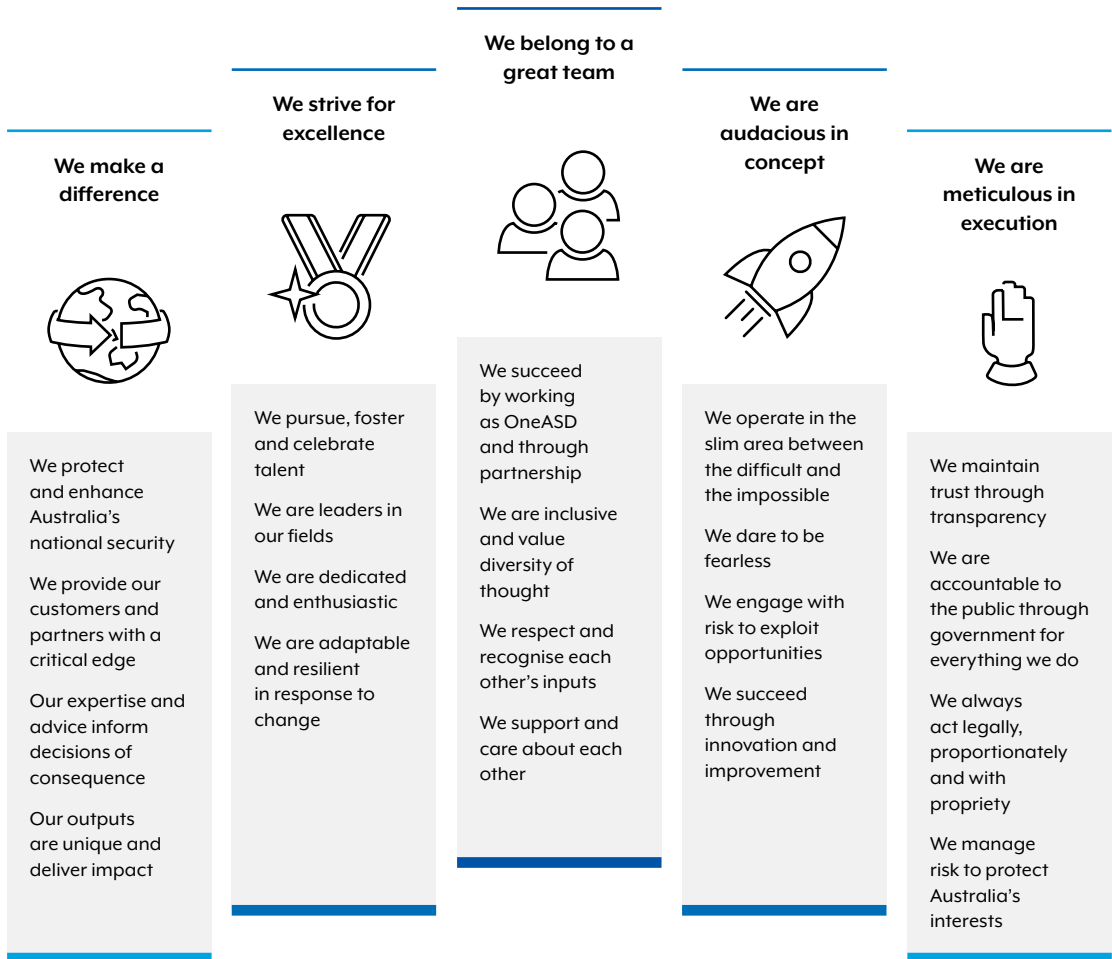 We make a
difference
We protect
and enhance
Australia's
national security
We provide our
customers and
partners with a
critical edge
Our expertise and
advice inform
decisions of
consequence
Our outputs
are unique and
deliver impact
We strive for
excellence
We pursue, foster
and celebrate
talent
We are leaders in
our fields
We are dedicated
and enthusiastic
We are adaptable
and resilient
in response to
change
We belong to a
great team
We succeed
by working
as OneASD
and through
partnership
We are inclusive
and value
diversity of
thought
We respect and
recognise each
other's inputs
We support and
care about each
other
We are
audacious in
concept
We operate in the
slim area between
the difficult and
the impossible
We dare to be
fearless
We engage with
risk to exploit
opportunities
We succeed
through
innovation and
improvement
We are
meticulous in
execution
We maintain
trust through
transparency
We are
accountable to
the public through
government for
everything we do
We always
act legally,
proportionately
and with
propriety
We manage
risk to protect
Australia's
interests